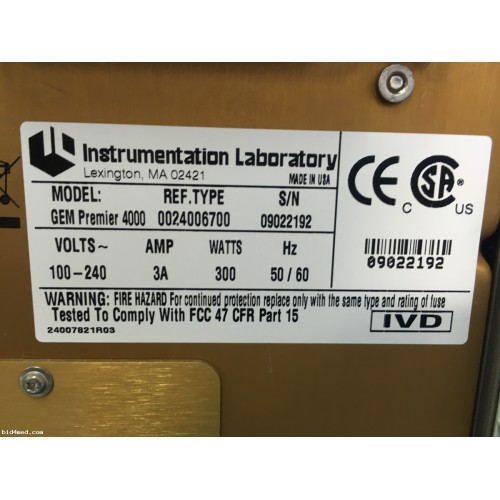 Instrumentation Laboratory
Lexington, MA 02421
MADE IN USA
MODEL: REF.TYPE S/N
GEM Premier 4000 0024006700 09022192
VOLTS~ AMP WATTS Hz
100-240 3A 300 50/60
WARNING: FIRE HAZARD For continued protection replace only with the same type and rating of fuse
Tested To Comply With FCC 47 CFR Part 15
24007821R03
CE
C SA US
09022192
IVD
bid4med.com